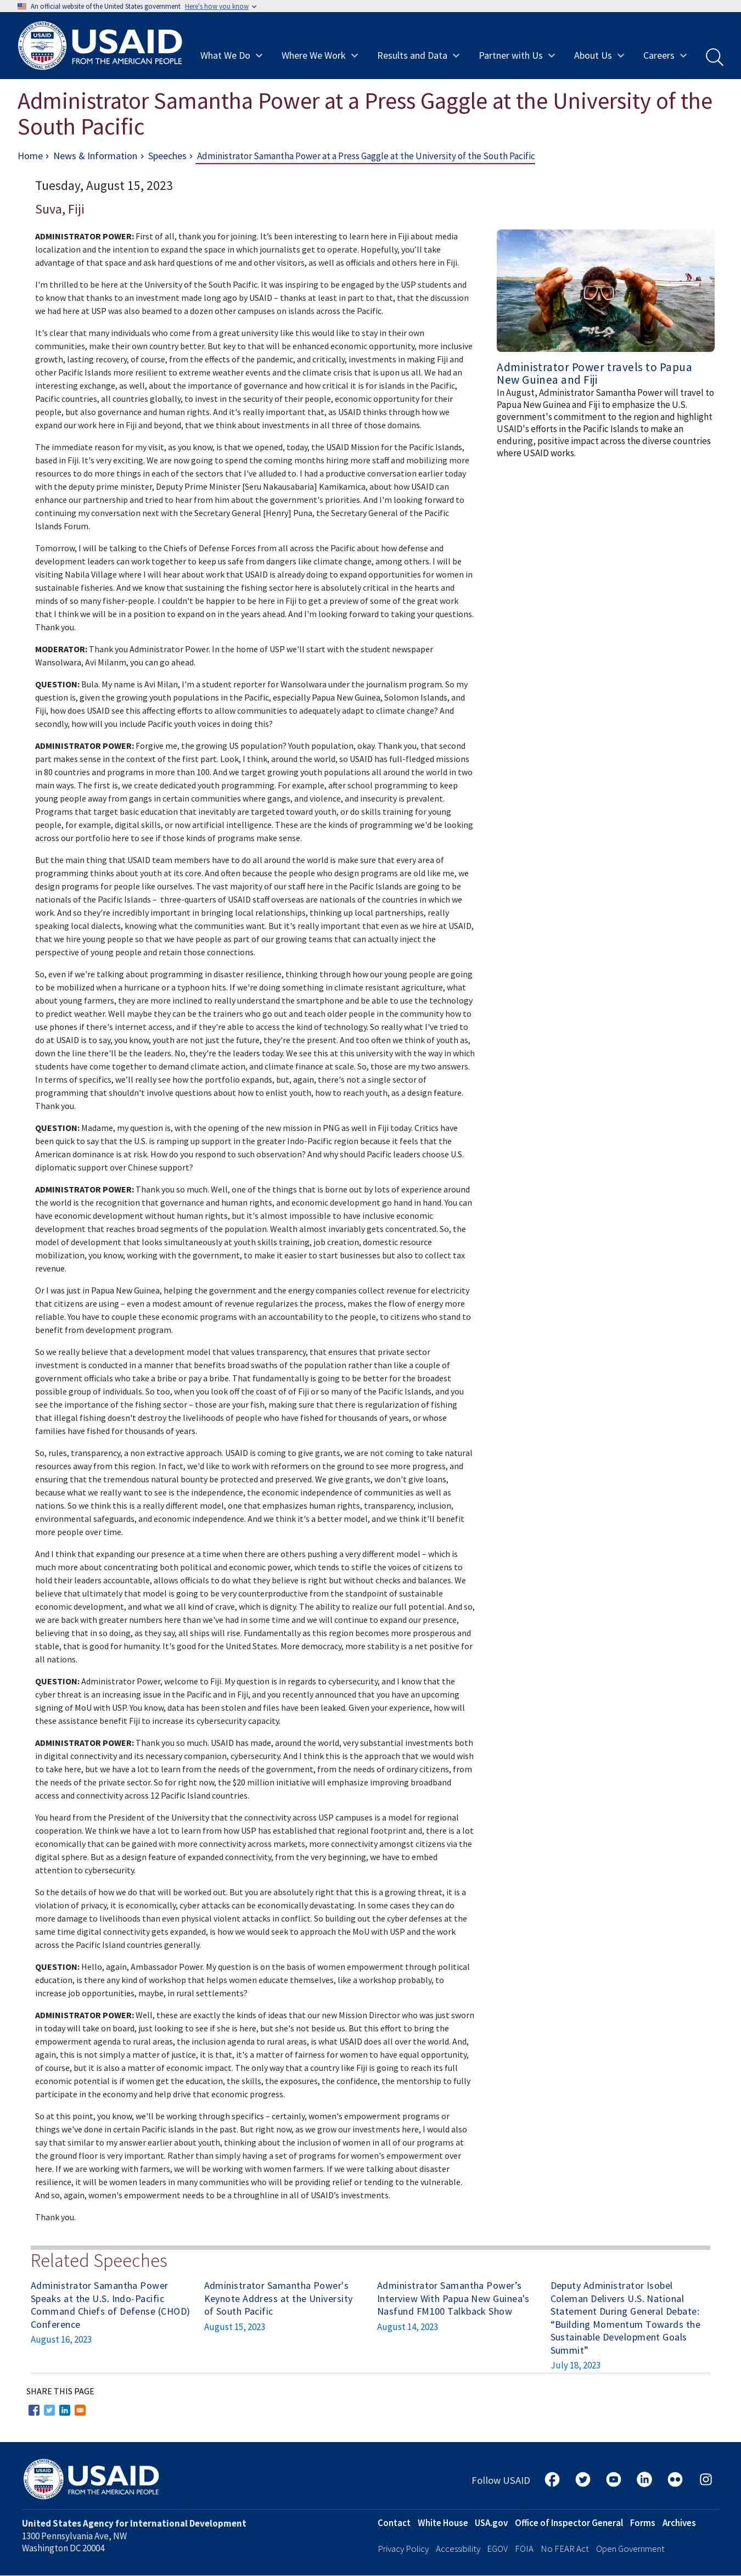 An official website of the United States government Here's how you know
USAID
FROM THE AMERICAN PEOPLE
What We Do
Where We Work
Results and Data
Partner with Us
About Us
Careers
Administrator Samantha Power at a Press Gaggle at the University of the
South Pacific
Home › News & Information › Speeches › Administrator Samantha Power at a Press Gaggle at the University of the South Pacific
Tuesday, August 15, 2023
Suva, Fiji
ADMINISTRATOR POWER: First of all, thank you for joining. It’s been interesting to learn here in Fiji about media
localization and the intention to expand the space in which journalists get to operate. Hopefully, you’ll take
advantage of that space and ask hard questions of me and other visitors, as well as officials and others here in Fiji.
I'm thrilled to be here at the University of the South Pacific. It was inspiring to be engaged by the USP students and
to know that thanks to an investment made long ago by USAID – thanks at least in part to that, that the discussion
we had here at USP was also beamed to a dozen other campuses on islands across the Pacific.
It's clear that many individuals who come from a great university like this would like to stay in their own
communities, make their own country better. But key to that will be enhanced economic opportunity, more inclusive
growth, lasting recovery, of course, from the effects of the pandemic, and critically, investments in making Fiji and
other Pacific Islands more resilient to extreme weather events and the climate crisis that is upon us all. We had an
interesting exchange, as well, about the importance of governance and how critical it is for islands in the Pacific,
Pacific countries, all countries globally, to invest in the security of their people, economic opportunity for their
people, but also governance and human rights. And it's really important that, as USAID thinks through how we
expand our work here in Fiji and beyond, that we think about investments in all three of those domains.
The immediate reason for my visit, as you know, is that we opened, today, the USAID Mission for the Pacific Islands,
based in Fiji. It's very exciting. We are now going to spend the coming months hiring more staff and mobilizing more
resources to do more things in each of the sectors that I've alluded to. I had a productive conversation earlier today
with the deputy prime minister, Deputy Prime Minister [Seru Nakausabaria] Kamikamica, about how USAID can
enhance our partnership and tried to hear from him about the government's priorities. And I'm looking forward to
continuing my conversation next with the Secretary General [Henry] Puna, the Secretary General of the Pacific
Islands Forum.
Tomorrow, I will be talking to the Chiefs of Defense Forces from all across the Pacific about how defense and
development leaders can work together to keep us safe from dangers like climate change, among others. I will be
visiting Nabila Village where I will hear about work that USAID is already doing to expand opportunities for women in
sustainable fisheries. And we know that sustaining the fishing sector here is absolutely critical in the hearts and
minds of so many fisher-people. I couldn't be happier to be here in Fiji to get a preview of some of the great work
that I think we will be in a position to expand on in the years ahead. And I'm looking forward to taking your questions.
Thank you.
MODERATOR: Thank you Administrator Power. In the home of USP we'll start with the student newspaper
Wansolwara, Avi Milanm, you can go ahead.
QUESTION: Bula. My name is Avi Milan, I'm a student reporter for Wansolwara under the journalism program. So my
question is, given the growing youth populations in the Pacific, especially Papua New Guinea, Solomon Islands, and
Fiji, how does USAID see this affecting efforts to allow communities to adequately adapt to climate change? And
secondly, how will you include Pacific youth voices in doing this?
ADMINISTRATOR POWER: Forgive me, the growing US population? Youth population, okay. Thank you, that second
part makes sense in the context of the first part. Look, I think, around the world, so USAID has full-fledged missions
in 80 countries and programs in more than 100. And we target growing youth populations all around the world in two
main ways. The first is, we create dedicated youth programming. For example, after school programming to keep
young people away from gangs in certain communities where gangs, and violence, and insecurity is prevalent.
Programs that target basic education that inevitably are targeted toward youth, or do skills training for young
people, for example, digital skills, or now artificial intelligence. These are the kinds of programming we'd be looking
across our portfolio here to see if those kinds of programs make sense.
But the main thing that USAID team members have to do all around the world is make sure that every area of
programming thinks about youth at its core. And often because the people who design programs are old like me, we
design programs for people like ourselves. The vast majority of our staff here in the Pacific Islands are going to be
nationals of the Pacific Islands – three-quarters of USAID staff overseas are nationals of the countries in which we
work. And so they’re incredibly important in bringing local relationships, thinking up local partnerships, really
speaking local dialects, knowing what the communities want. But it's really important that even as we hire at USAID,
that we hire young people so that we have people as part of our growing teams that can actually inject the
perspective of young people and retain those connections.
So, even if we're talking about programming in disaster resilience, thinking through how our young people are going
to be mobilized when a hurricane or a typhoon hits. If we're doing something in climate resistant agriculture, what
about young farmers, they are more inclined to really understand the smartphone and be able to use the technology
to predict weather. Well maybe they can be the trainers who go out and teach older people in the community how to
use phones if there's internet access, and if they're able to access the kind of technology. So really what I've tried to
do at USAID is to say, you know, youth are not just the future, they’re the present. And too often we think of youth as,
down the line there'll be the leaders. No, they’re the leaders today. We see this at this university with the way in which
students have come together to demand climate action, and climate finance at scale. So, those are my two answers.
In terms of specifics, we’ll really see how the portfolio expands, but, again, there's not a single sector of
programming that shouldn't involve questions about how to enlist youth, how to reach youth, as a design feature.
Thank you.
QUESTION: Madame, my question is, with the opening of the new mission in PNG as well in Fiji today. Critics have
been quick to say that the U.S. is ramping up support in the greater Indo-Pacific region because it feels that the
American dominance is at risk. How do you respond to such observation? And why should Pacific leaders choose U.S.
diplomatic support over Chinese support?
ADMINISTRATOR POWER: Thank you so much. Well, one of the things that is borne out by lots of experience around
the world is the recognition that governance and human rights, and economic development go hand in hand. You can
have economic development without human rights, but it's almost impossible to have inclusive economic
development that reaches broad segments of the population. Wealth almost invariably gets concentrated. So, the
model of development that looks simultaneously at youth skills training, job creation, domestic resource
mobilization, you know, working with the government, to make it easier to start businesses but also to collect tax
revenue.
Or I was just in Papua New Guinea, helping the government and the energy companies collect revenue for electricity
that citizens are using – even a modest amount of revenue regularizes the process, makes the flow of energy more
reliable. You have to couple these economic programs with an accountability to the people, to citizens who stand to
benefit from development program.
So we really believe that a development model that values transparency, that ensures that private sector
investment is conducted in a manner that benefits broad swaths of the population rather than like a couple of
government officials who take a bribe or pay a bribe. That fundamentally is going to be better for the broadest
possible group of individuals. So too, when you look off the coast of Fiji or so many of the Pacific Islands, and you
see the importance of the fishing sector – those are your fish, making sure that there is regularization of fishing
that illegal fishing doesn't destroy the livelihoods of people who have fished for thousands of years, or whose
families have fished for thousands of years.
So, rules, transparency, a non extractive approach. USAID is coming to give grants, we are not coming to take natural
resources away from this region. In fact, we'd like to work with reformers on the ground to see more progress, and
ensuring that the tremendous natural bounty be protected and preserved. We give grants, we don't give loans,
because what we really want to see is the independence, the economic independence of communities as well as
nations. So we think this is a really different model, one that emphasizes human rights, transparency, inclusion,
environmental safeguards, and economic independence. And we think it's a better model, and we think it'll benefit
more people over time.
And I think that expanding our presence at a time when there are others pushing a very different model – which is
much more about concentrating both political and economic power, which tends to stifle the voices of citizens to
hold their leaders accountable, allows officials to do what they believe is right but without checks and balances. We
believe that ultimately that model is going to be very counterproductive from the standpoint of sustainable
economic development, and what we all kind of crave, which is dignity. The ability to realize our full potential. And so,
we are back with greater numbers here than we've had in some time and we will continue to expand our presence,
believing that in so doing, as they say, all ships will rise. Fundamentally as this region becomes more prosperous and
stable, that is good for humanity. It's good for the United States. More democracy, more stability is a net positive for
all nations.
QUESTION: Administrator Power, welcome to Fiji. My question is in regards to cybersecurity, and I know that the
cyber threat is an increasing issue in the Pacific and in Fiji, and you recently announced that you have an upcoming
signing of MoU with USP. You know, data has been stolen and files have been leaked. Given your experience, how will
these assistance benefit Fiji to increase its cybersecurity capacity.
ADMINISTRATOR POWER: Thank you so much. USAID has made, around the world, very substantial investments both
in digital connectivity and its necessary companion, cybersecurity. And I think this is the approach that we would wish
to take here, but we have a lot to learn from the needs of the government, from the needs of ordinary citizens, from
the needs of the private sector. So for right now, the $20 million initiative will emphasize improving broadband
access and connectivity across 12 Pacific Island countries.
You heard from the President of the University that the connectivity across USP campuses is a model for regional
cooperation. We think we have a lot to learn from how USP has established that regional footprint and, there is a lot
economically that can be gained with more connectivity across markets, more connectivity amongst citizens via the
digital sphere. But as a design feature of expanded connectivity, from the very beginning, we have to embed
attention to cybersecurity.
So the details of how we do that will be worked out. But you are absolutely right that this is a growing threat, it is a
violation of privacy, it is economically, cyber attacks can be economically devastating. In some cases they can do
more damage to livelihoods than even physical violent attacks in conflict. So building out the cyber defenses at the
same time digital connectivity gets expanded, is how we would seek to approach the MoU with USP and the work
across the Pacific Island countries generally.
QUESTION: Hello, again, Ambassador Power. My question is on the basis of women empowerment through political
education, is there any kind of workshop that helps women educate themselves, like a workshop probably, to
increase job opportunities, maybe, in rural settlements?
ADMINISTRATOR POWER: Well, these are exactly the kinds of ideas that our new Mission Director who was just sworn
in today will take on board, just looking to see if she is here, but she's not beside us. But this effort to bring the
empowerment agenda to rural areas, the inclusion agenda to rural areas, is what USAID does all over the world. And,
again, this is not simply a matter of justice, it is that, it's a matter of fairness for women to have equal opportunity,
of course, but it is also a matter of economic impact. The only way that a country like Fiji is going to reach its full
economic potential is if women get the education, the skills, the exposures, the confidence, the mentorship to fully
participate in the economy and help drive that economic progress.
So at this point, you know, we'll be working through specifics – certainly, women's empowerment programs or
things we've done in certain Pacific islands in the past. But right now, as we grow our investments here, I would also
say that similar to my answer earlier about youth, thinking about the inclusion of women in all of our programs at
the ground floor is very important. Rather than simply having a set of programs for women's empowerment over
here. If we are working with farmers, we will be working with women farmers. If we were talking about disaster
resilience, it will be women leaders in many communities who will be providing relief or tending to the vulnerable.
And so, again, women's empowerment needs to be a throughline in all of USAID’s investments.
Thank you.
Administrator Power travels to Papua
New Guinea and Fiji
In August, Administrator Samantha Power will travel to
Papua New Guinea and Fiji to emphasize the U.S.
government's commitment to the region and highlight
USAID's efforts in the Pacific Islands to make an
enduring, positive impact across the diverse countries
where USAID works.
Related Speeches
Administrator Samantha Power
Speaks at the U.S. Indo-Pacific
Command Chiefs of Defense (CHOD)
Conference
August 16, 2023
Administrator Samantha Power's
Keynote Address at the University
of South Pacific
August 15, 2023
Administrator Samantha Power’s
Interview With Papua New Guinea's
Nasfund FM100 Talkback Show
August 14, 2023
Deputy Administrator Isobel
Coleman Delivers U.S. National
Statement During General Debate:
“Building Momentum Towards the
Sustainable Development Goals
Summit”
July 18, 2023
SHARE THIS PAGE
USAID
FROM THE AMERICAN PEOPLE
Follow USAID
United States Agency for International Development
1300 Pennsylvania Ave, NW
Washington DC 20004
Contact White House USA.gov Office of Inspector General Forms Archives
Privacy Policy Accessibility EGOV FOIA No FEAR Act Open Government